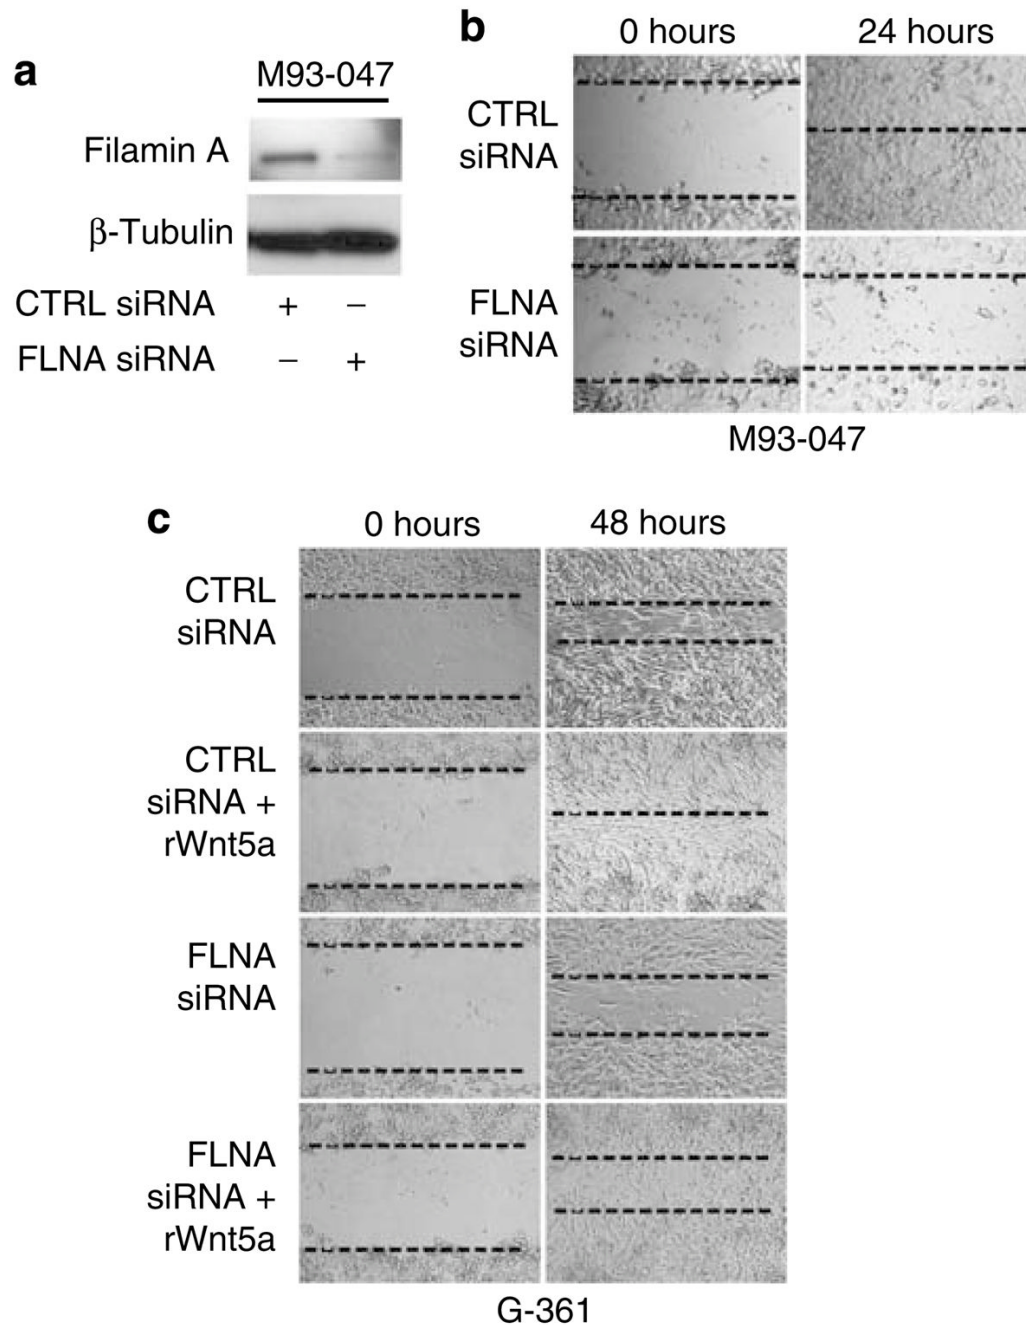 a
M93-047
Filamin A
β-Tubulin
CTRL siRNA + –
FLNA siRNA – +
b
0 hours 24 hours
CTRL
siRNA
FLNA
siRNA
M93-047
c
0 hours 48 hours
CTRL
siRNA
CTRL
siRNA +
rWnt5a
FLNA
siRNA
FLNA
siRNA +
rWnt5a
G-361